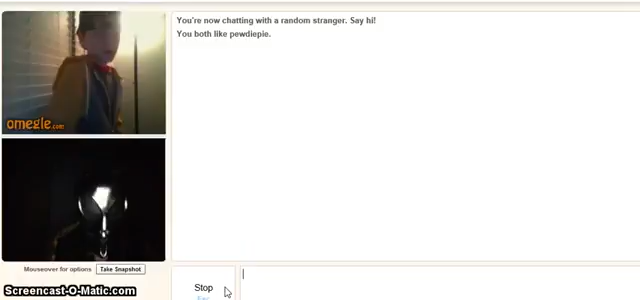 You're now chatting with a random stranger. Say hi!
You both like pewdiepie.
omegle.com
Mouseover for options Take Snapshot
Stop
Esc
Screencast-O-Matic.com